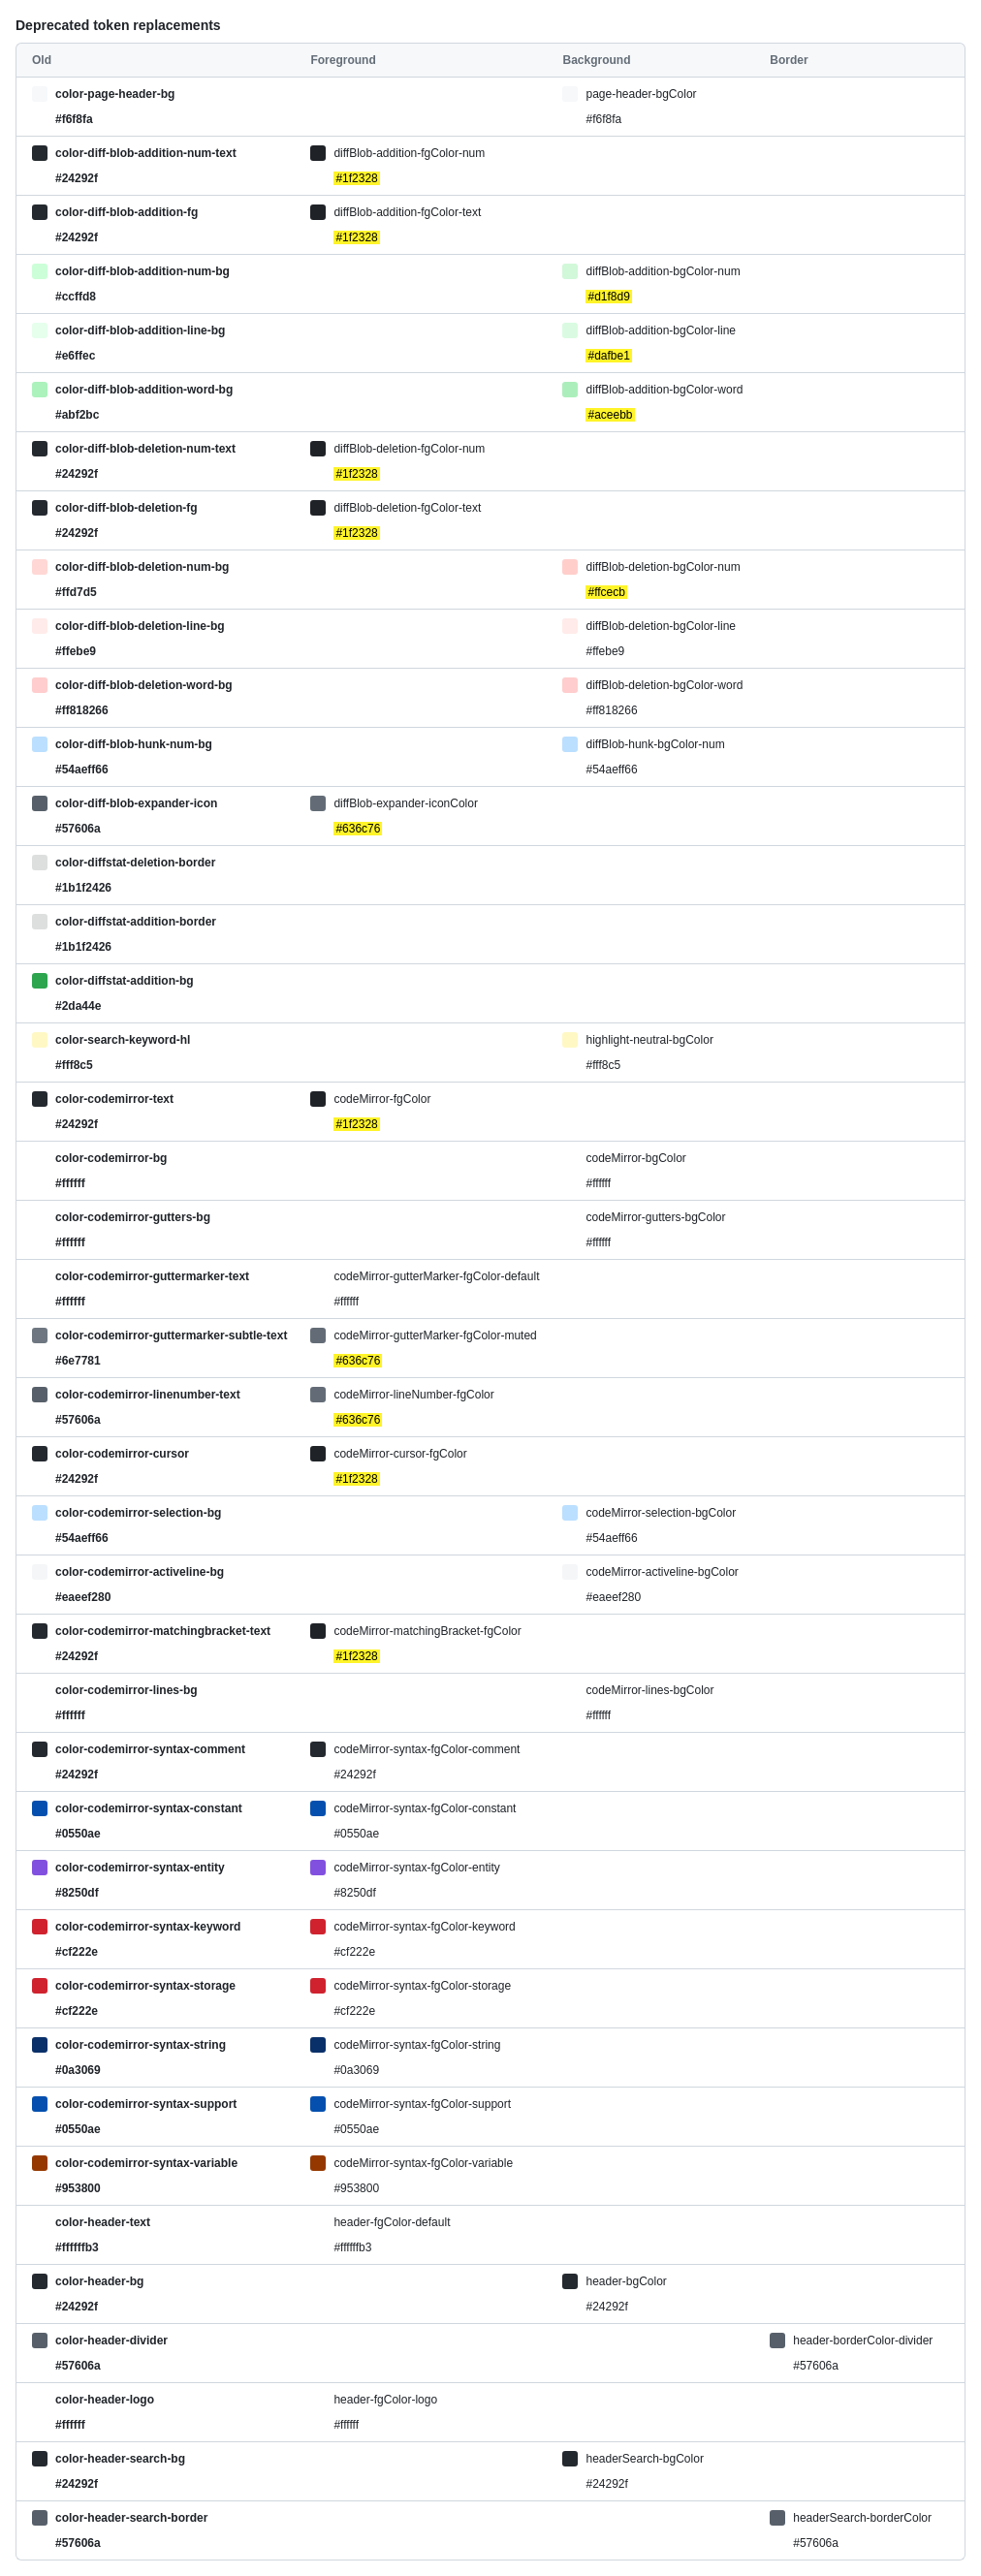 Deprecated token replacements
Old Foreground Background Border
color-page-header-bg page-header-bgColor
#f6f8fa #f6f8fa
color-diff-blob-addition-num-text diffBlob-addition-fgColor-num
#24292f #1f2328
color-diff-blob-addition-fg diffBlob-addition-fgColor-text
#24292f #1f2328
color-diff-blob-addition-num-bg diffBlob-addition-bgColor-num
#ccffd8 #d1f8d9
color-diff-blob-addition-line-bg diffBlob-addition-bgColor-line
#e6ffec #dafbe1
color-diff-blob-addition-word-bg diffBlob-addition-bgColor-word
#abf2bc #aceebb
color-diff-blob-deletion-num-text diffBlob-deletion-fgColor-num
#24292f #1f2328
color-diff-blob-deletion-fg diffBlob-deletion-fgColor-text
#24292f #1f2328
color-diff-blob-deletion-num-bg diffBlob-deletion-bgColor-num
#ffd7d5 #ffcecb
color-diff-blob-deletion-line-bg diffBlob-deletion-bgColor-line
#ffebe9 #ffebe9
color-diff-blob-deletion-word-bg diffBlob-deletion-bgColor-word
#ff818266 #ff818266
color-diff-blob-hunk-num-bg diffBlob-hunk-bgColor-num
#54aeff66 #54aeff66
color-diff-blob-expander-icon diffBlob-expander-iconColor
#57606a #636c76
color-diffstat-deletion-border
#1b1f2426
color-diffstat-addition-border
#1b1f2426
color-diffstat-addition-bg
#2da44e
color-search-keyword-hl highlight-neutral-bgColor
#fff8c5 #fff8c5
color-codemirror-text codeMirror-fgColor
#24292f #1f2328
color-codemirror-bg codeMirror-bgColor
#ffffff #ffffff
color-codemirror-gutters-bg codeMirror-gutters-bgColor
#ffffff #ffffff
color-codemirror-guttermarker-text codeMirror-gutterMarker-fgColor-default
#ffffff #ffffff
color-codemirror-guttermarker-subtle-text codeMirror-gutterMarker-fgColor-muted
#6e7781 #636c76
color-codemirror-linenumber-text codeMirror-lineNumber-fgColor
#57606a #636c76
color-codemirror-cursor codeMirror-cursor-fgColor
#24292f #1f2328
color-codemirror-selection-bg codeMirror-selection-bgColor
#54aeff66 #54aeff66
color-codemirror-activeline-bg codeMirror-activeline-bgColor
#eaeef280 #eaeef280
color-codemirror-matchingbracket-text codeMirror-matchingBracket-fgColor
#24292f #1f2328
color-codemirror-lines-bg codeMirror-lines-bgColor
#ffffff #ffffff
color-codemirror-syntax-comment codeMirror-syntax-fgColor-comment
#24292f #24292f
color-codemirror-syntax-constant codeMirror-syntax-fgColor-constant
#0550ae #0550ae
color-codemirror-syntax-entity codeMirror-syntax-fgColor-entity
#8250df #8250df
color-codemirror-syntax-keyword codeMirror-syntax-fgColor-keyword
#cf222e #cf222e
color-codemirror-syntax-storage codeMirror-syntax-fgColor-storage
#cf222e #cf222e
color-codemirror-syntax-string codeMirror-syntax-fgColor-string
#0a3069 #0a3069
color-codemirror-syntax-support codeMirror-syntax-fgColor-support
#0550ae #0550ae
color-codemirror-syntax-variable codeMirror-syntax-fgColor-variable
#953800 #953800
color-header-text header-fgColor-default
#ffffffb3 #ffffffb3
color-header-bg header-bgColor
#24292f #24292f
color-header-divider header-borderColor-divider
#57606a #57606a
color-header-logo header-fgColor-logo
#ffffff #ffffff
color-header-search-bg headerSearch-bgColor
#24292f #24292f
color-header-search-border headerSearch-borderColor
#57606a #57606a